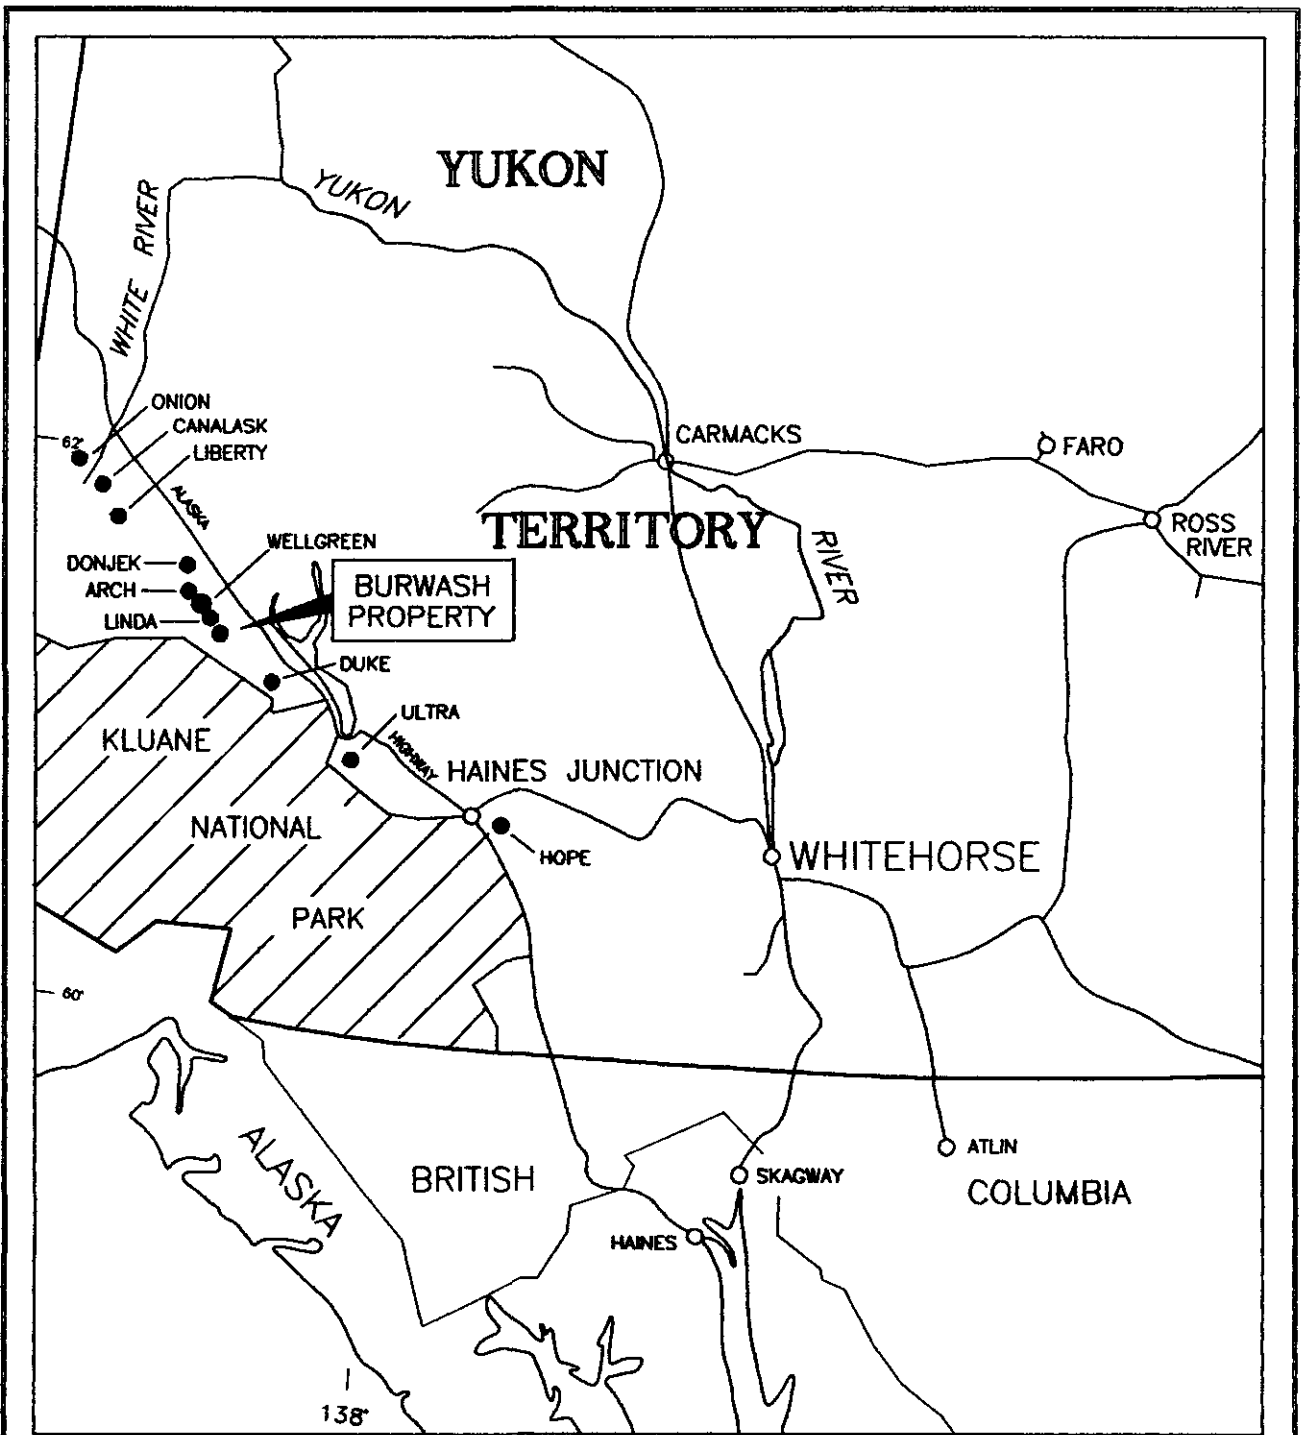 YUKON
YUKON
WHITE RIVER
ONION
CANALASK
62°
LIBERTY
CARMACKS
FARO
ALASKA
TERRITORY
ROSS
RIVER
RIVER
WELLGREEN
DONJEK
ARCH
BURWASH
PROPERTY
LINDA
DUKE
ULTRA
KLUANE
HIGHWAY
HAINES JUNCTION
NATIONAL
HOPE
WHITEHORSE
PARK
60°
ALASKA
BRITISH
ATLIN
SKAGWAY
COLUMBIA
HAINES
138°